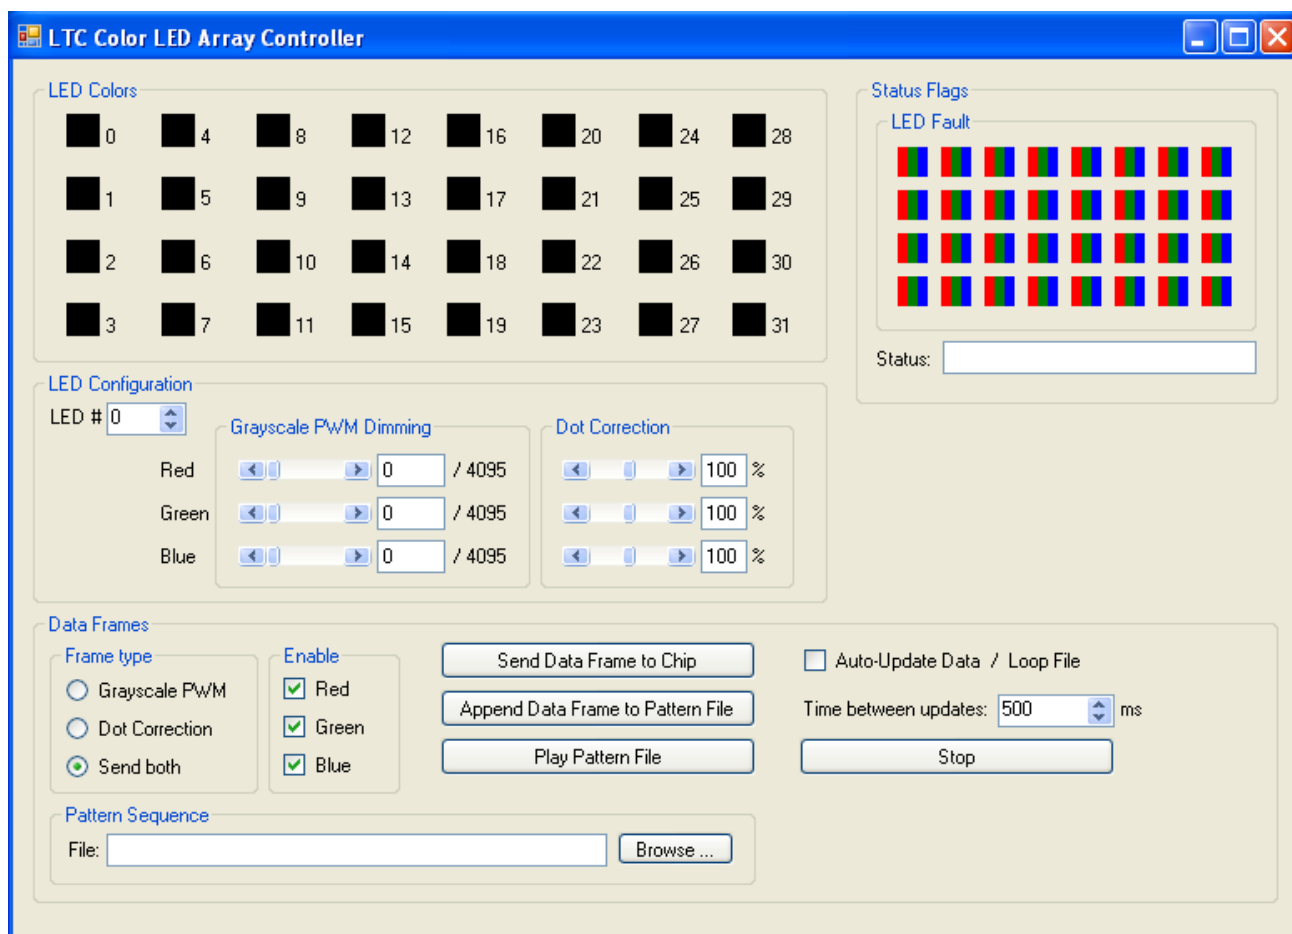 LTC Color LED Array Controller
LED Colors
0 4 8 12 16 20 24 28
1 5 9 13 17 21 25 29
2 6 10 14 18 22 26 30
3 7 11 15 19 23 27 31
Status Flags
LED Fault
Status:
LED Configuration
LED # 0
Grayscale PWM Dimming
Dot Correction
Red 0 / 4095 100 %
Green 0 / 4095 100 %
Blue 0 / 4095 100 %
Data Frames
Frame type
Grayscale PWM
Dot Correction
Send both
Enable
Red
Green
Blue
Send Data Frame to Chip
Append Data Frame to Pattern File
Play Pattern File
Auto-Update Data / Loop File
Time between updates: 500 ms
Stop
Pattern Sequence
File: Browse ...